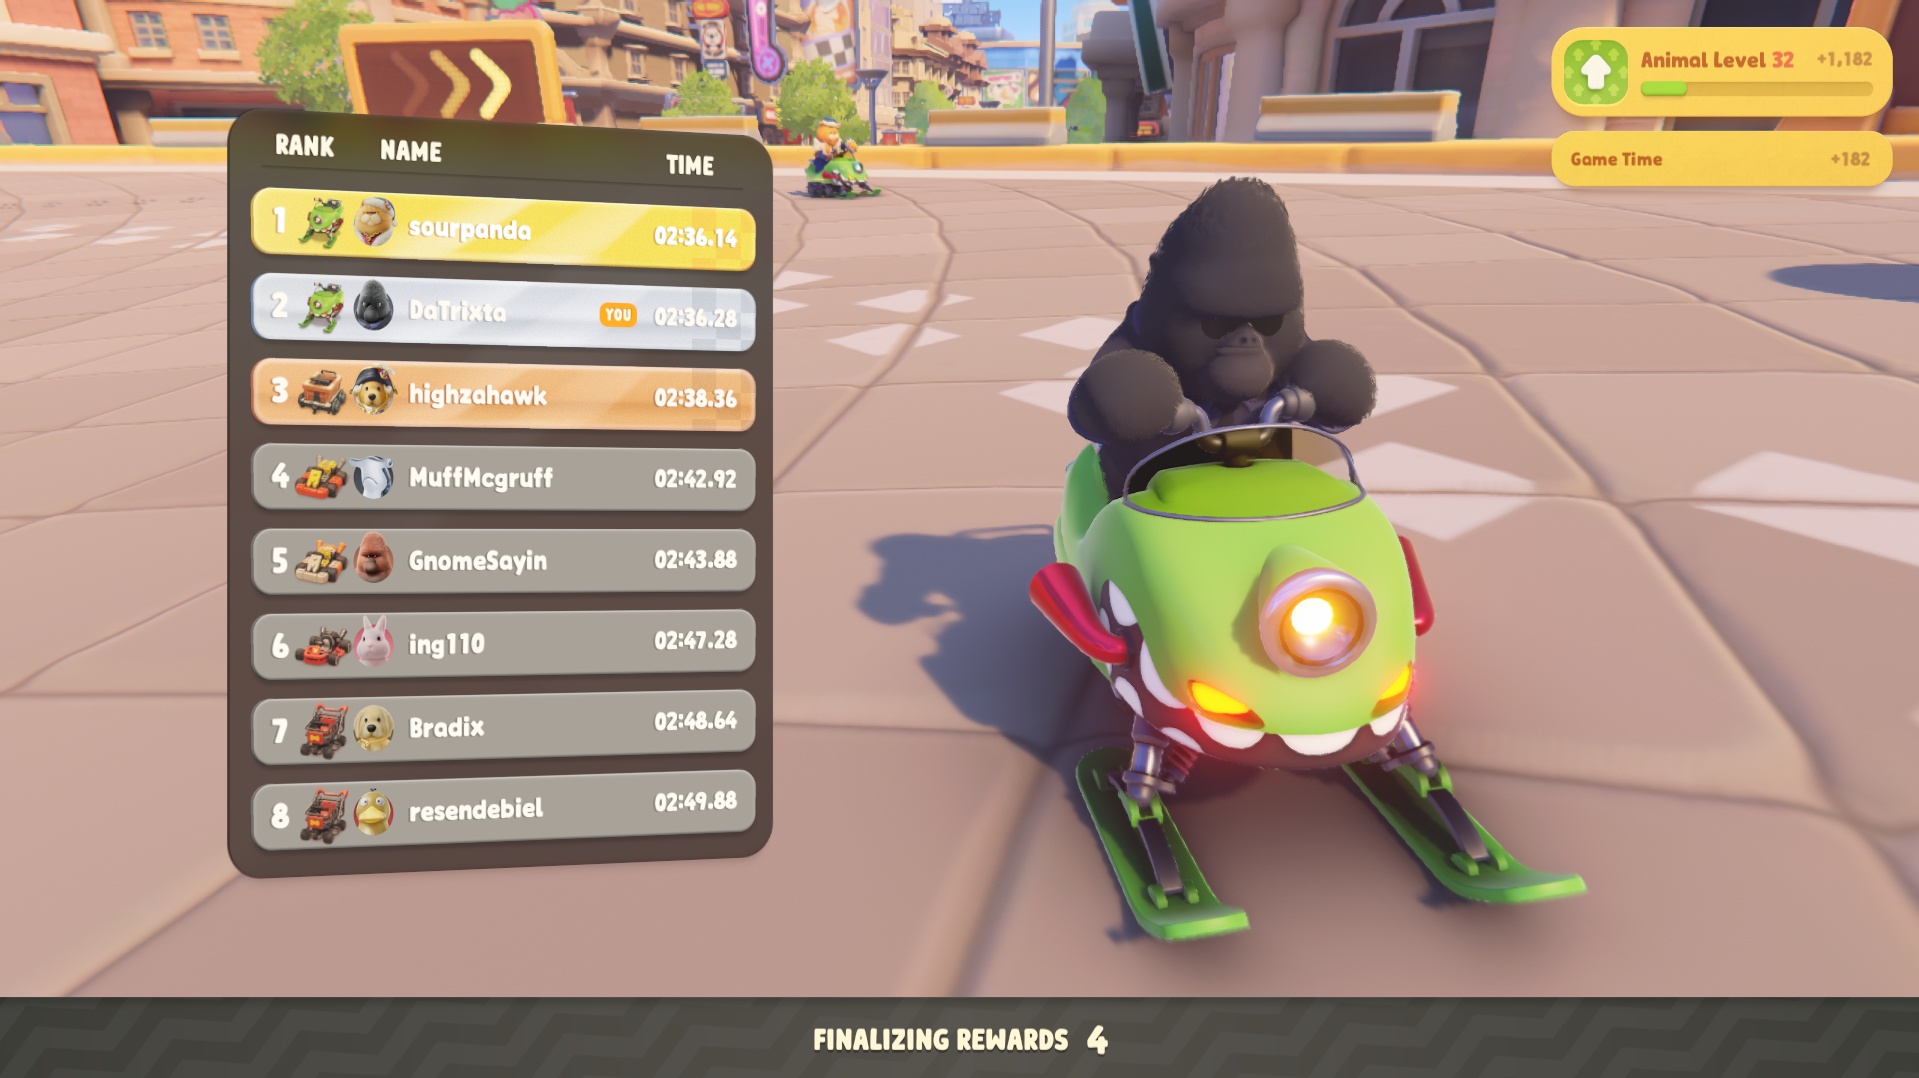 RANK NAME TIME
1 sourpanda 02:36.14
2 DaTrixta YOU 02:36.28
3 highzahawk 02:38.36
4 MuffMcgruff 02:42.92
5 GnomeSayin 02:43.88
6 ing110 02:47.28
7 Bradix 02:48.64
8 resendebiel 02:49.88
Animal Level 32 +1,182
Game Time +182
FINALIZING REWARDS 4